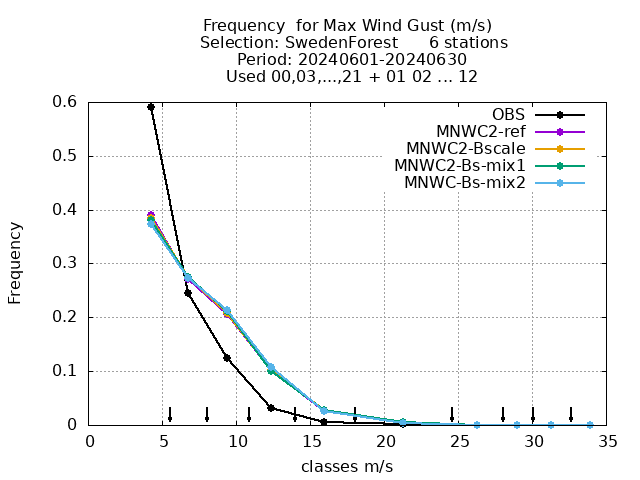 Frequency  for Max Wind Gust (m/s)
Selection: SwedenForest      6 stations
Period: 20240601-20240630
Used 00,03,...,21 + 01 02 ... 12
OBS
MNWC2-ref
MNWC2-Bscale
MNWC2-Bs-mix1
MNWC-Bs-mix2
Frequency
0.6
0.5
0.4
0.3
0.2
0.1
0
0 5 10 15 20 25 30 35
classes m/s